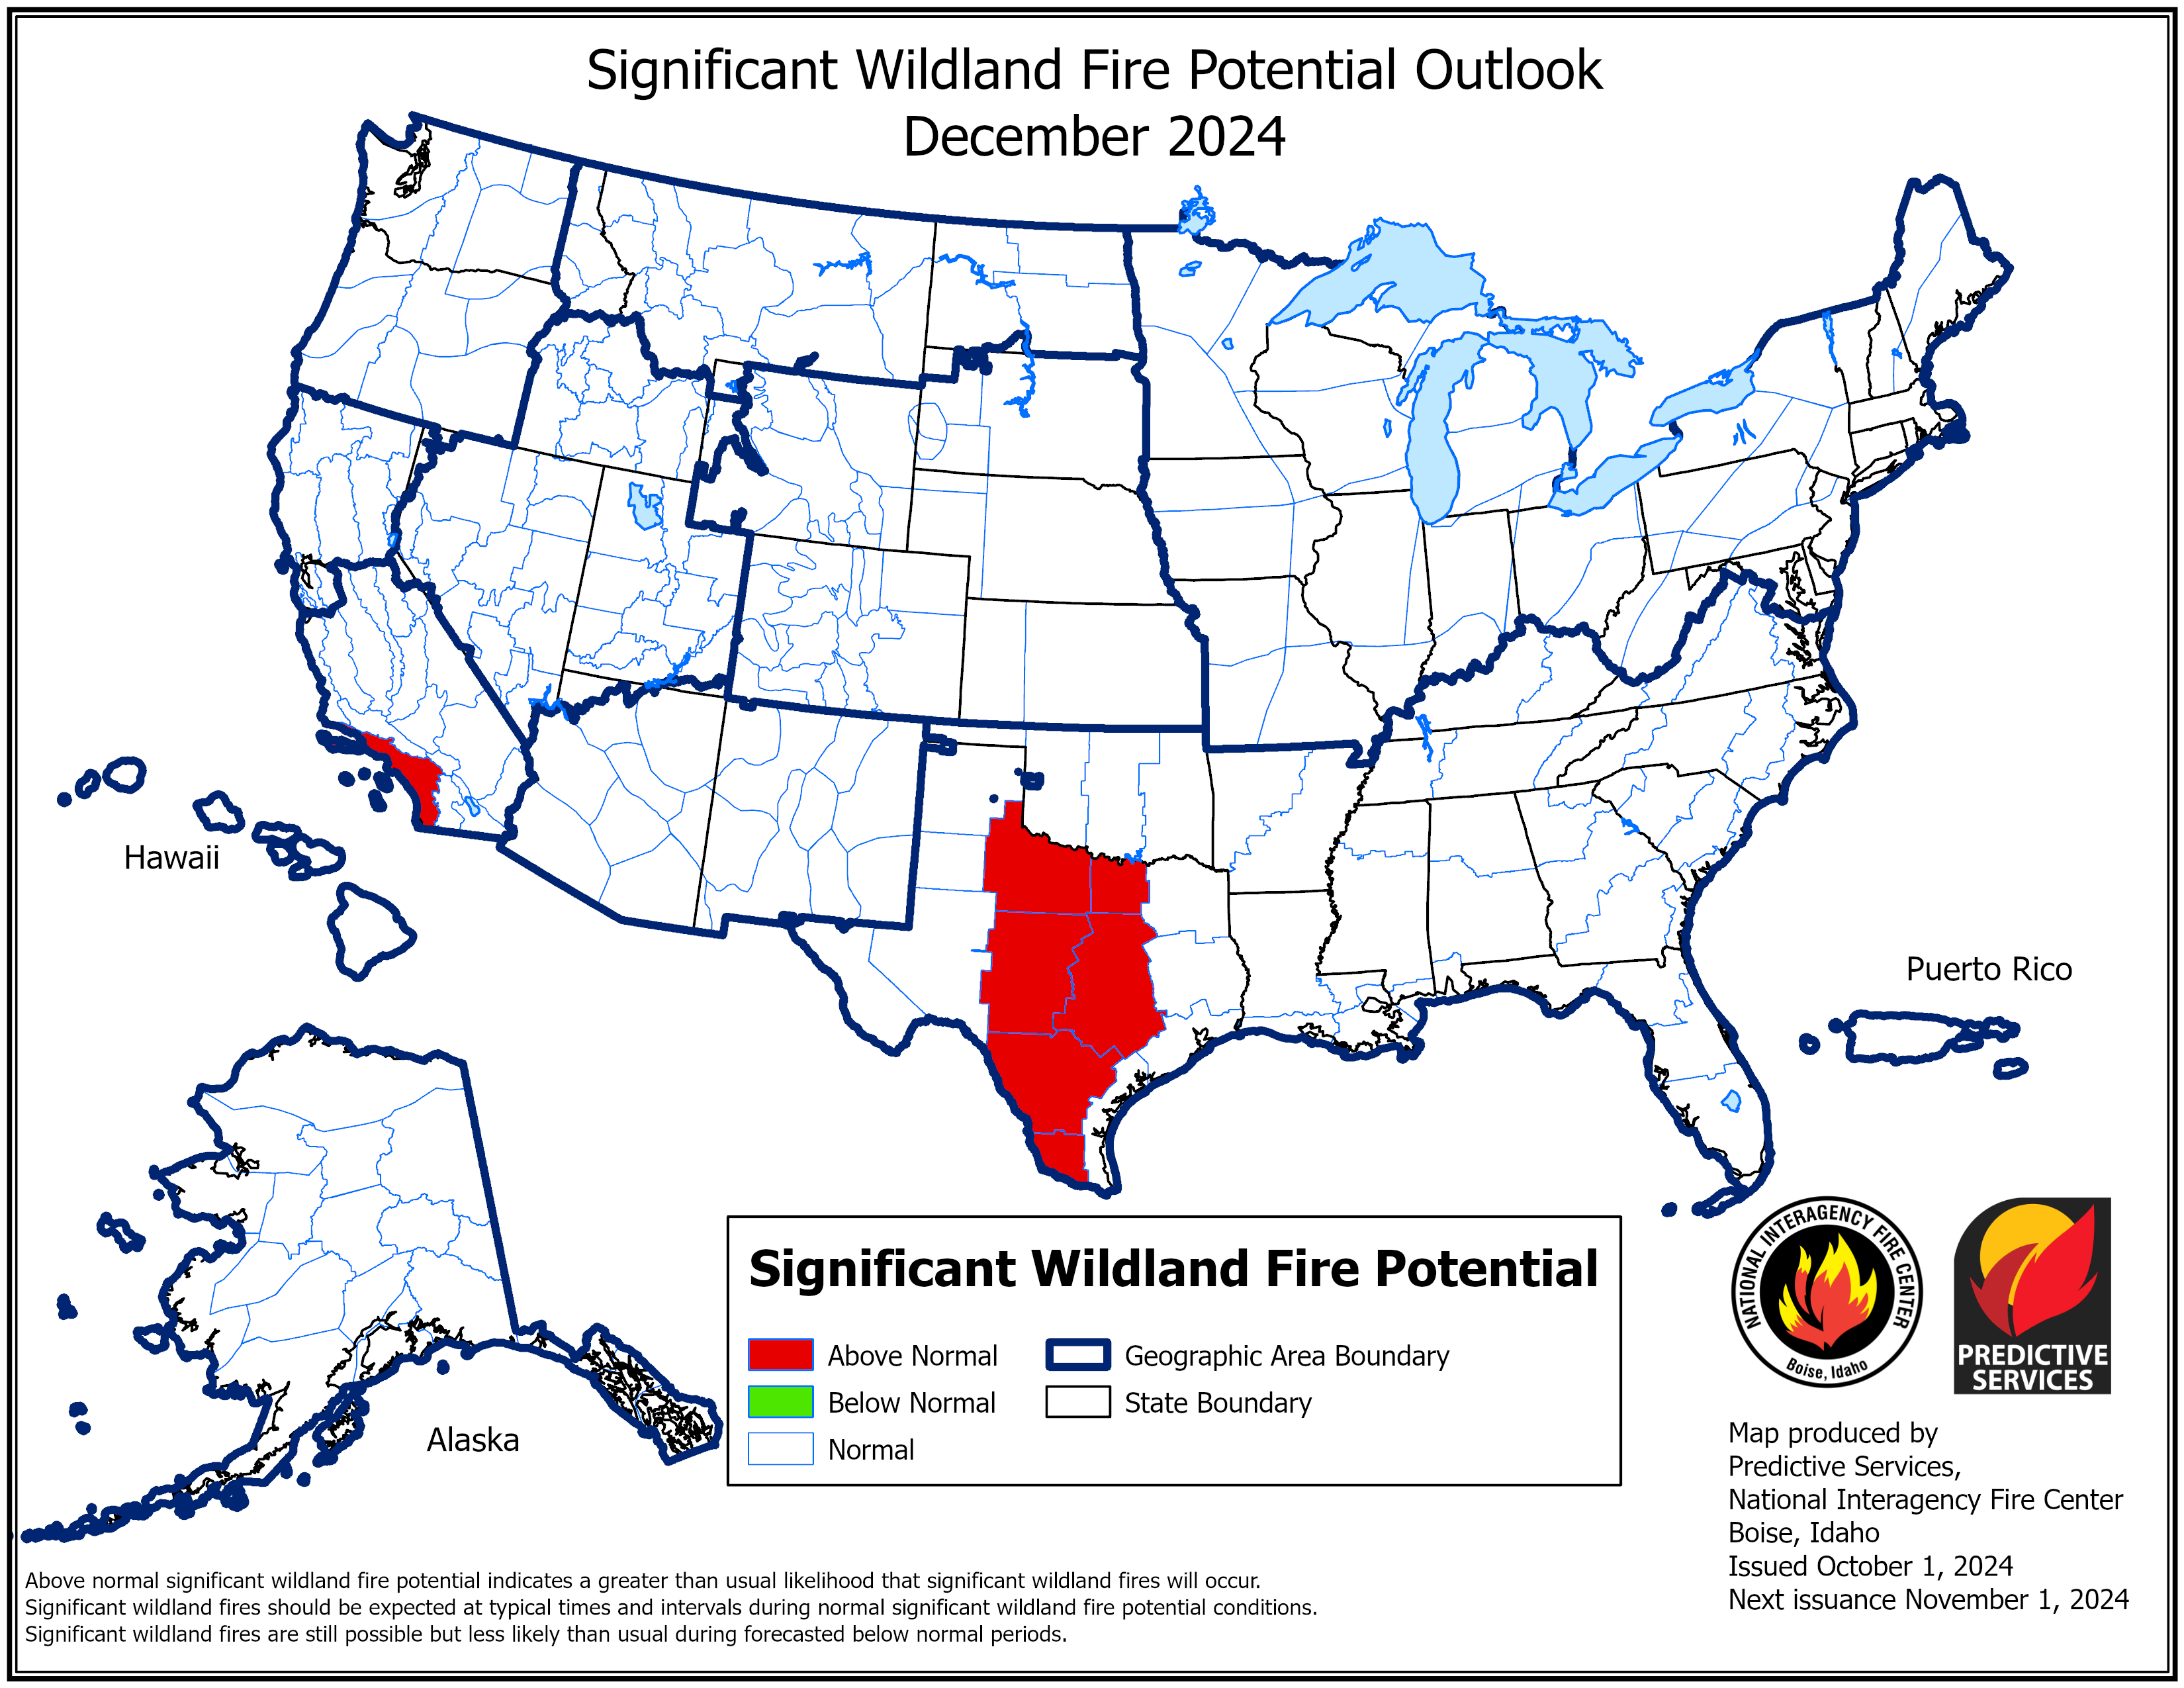 Significant Wildland Fire Potential Outlook
December 2024
Hawaii
Puerto Rico
Alaska
Significant Wildland Fire Potential
Above Normal
Geographic Area Boundary
Below Normal
State Boundary
Normal
NATIONAL INTERAGENCY FIRE CENTER
Boise, Idaho
PREDICTIVE
SERVICES
Map produced by
Predictive Services,
National Interagency Fire Center
Boise, Idaho
Issued October 1, 2024
Next issuance November 1, 2024
Above normal significant wildland fire potential indicates a greater than usual likelihood that significant wildland fires will occur.
Significant wildland fires should be expected at typical times and intervals during normal significant wildland fire potential conditions.
Significant wildland fires are still possible but less likely than usual during forecasted below normal periods.